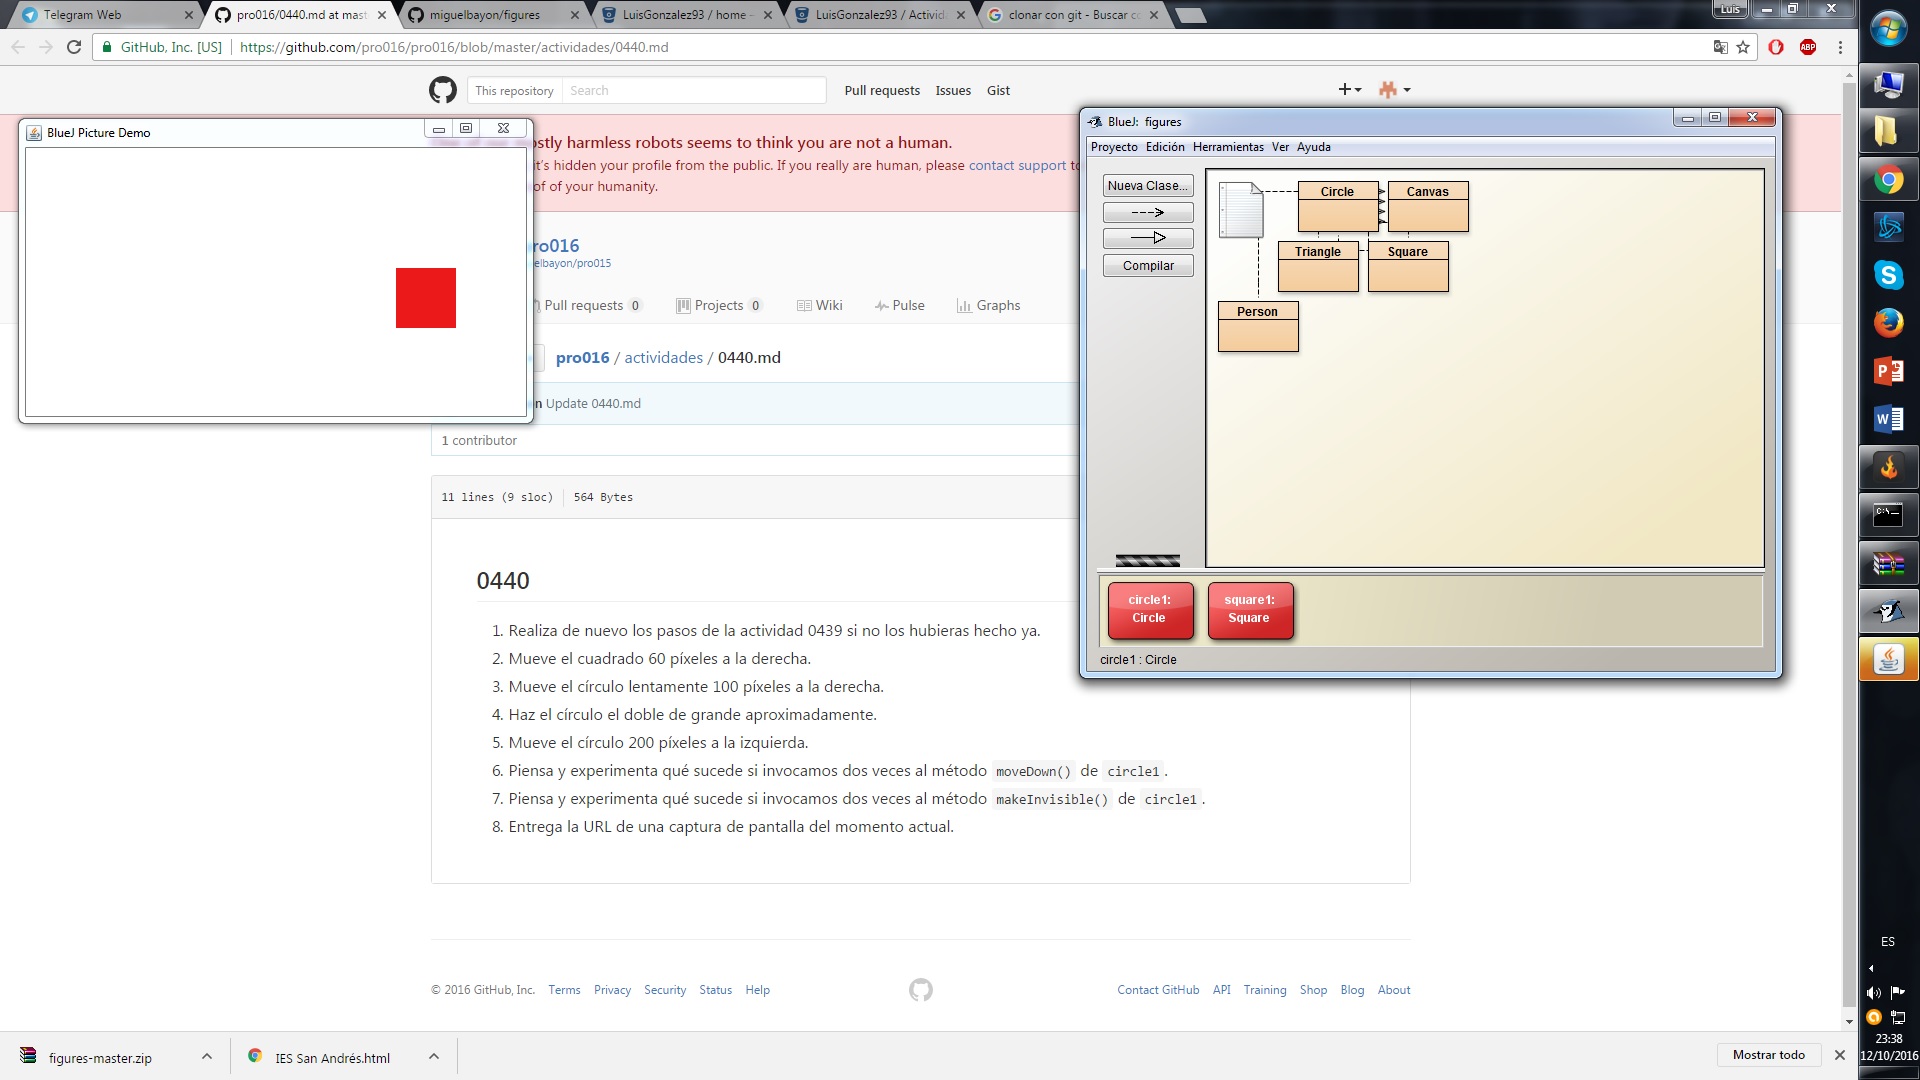 Telegram Web
pro016/0440.md at mast
miguelbayon/figures
LuisGonzalez93 / home –
LuisGonzalez93 / Activid
clonar con git - Buscar co
Luis
GitHub, Inc. [US]
https://github.com/pro016/pro016/blob/master/actividades/0440.md
ABP
This repository
Search
Pull requests
Issues
Gist
BlueJ Picture Demo
ostly harmless robots seems to think you are not a human.
it's hidden your profile from the public. If you really are human, please contact support to
of of your humanity.
ro016
elbayon/pro015
Pull requests 0
Projects 0
Wiki
Pulse
Graphs
pro016 / actividades / 0440.md
n Update 0440.md
1 contributor
11 lines (9 sloc)
564 Bytes
0440
1. Realiza de nuevo los pasos de la actividad 0439 si no los hubieras hecho ya.
2. Mueve el cuadrado 60 píxeles a la derecha.
3. Mueve el círculo lentamente 100 píxeles a la derecha.
4. Haz el círculo el doble de grande aproximadamente.
5. Mueve el círculo 200 píxeles a la izquierda.
6. Piensa y experimenta qué sucede si invocamos dos veces al método moveDown() de circle1.
7. Piensa y experimenta qué sucede si invocamos dos veces al método makeInvisible() de circle1.
8. Entrega la URL de una captura de pantalla del momento actual.
BlueJ: figures
Proyecto
Edición
Herramientas
Ver
Ayuda
Nueva Clase...
Compilar
Circle
Canvas
Triangle
Square
Person
circle1:
Circle
square1:
Square
circle1 : Circle
© 2016 GitHub, Inc.
Terms
Privacy
Security
Status
Help
Contact GitHub
API
Training
Shop
Blog
About
figures-master.zip
IES San Andrés.html
Mostrar todo
ES
23:38
12/10/2016